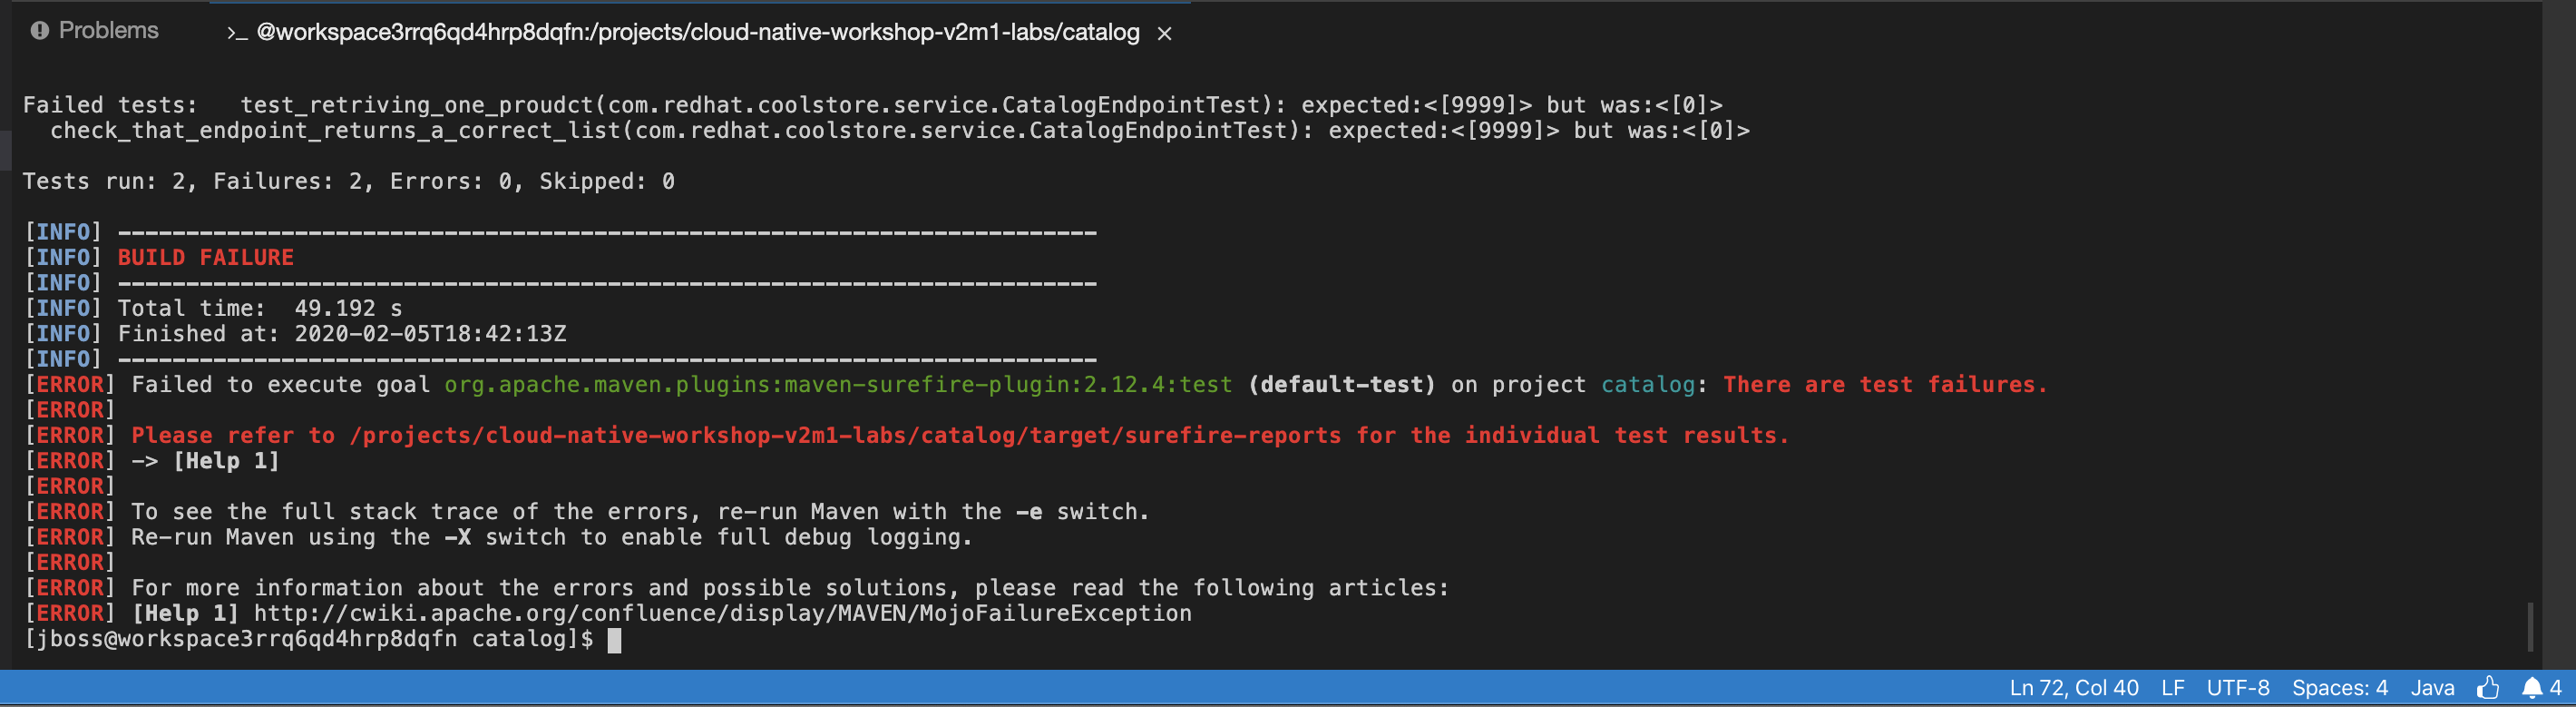 Problems
>_ @workspace3rrq6qd4hrp8dqfn:/projects/cloud-native-workshop-v2m1-labs/catalog ×
Failed tests:   test_retriving_one_proudct(com.redhat.coolstore.service.CatalogEndpointTest): expected:<[9999]> but was:<[0]>
  check_that_endpoint_returns_a_correct_list(com.redhat.coolstore.service.CatalogEndpointTest): expected:<[9999]> but was:<[0]>
Tests run: 2, Failures: 2, Errors: 0, Skipped: 0
[INFO] ------------------------------------------------------------------------
[INFO] BUILD FAILURE
[INFO] ------------------------------------------------------------------------
[INFO] Total time:  49.192 s
[INFO] Finished at: 2020-02-05T18:42:13Z
[INFO] ------------------------------------------------------------------------
[ERROR] Failed to execute goal org.apache.maven.plugins:maven-surefire-plugin:2.12.4:test (default-test) on project catalog: There are test failures.
[ERROR]
[ERROR] Please refer to /projects/cloud-native-workshop-v2m1-labs/catalog/target/surefire-reports for the individual test results.
[ERROR] -> [Help 1]
[ERROR]
[ERROR] To see the full stack trace of the errors, re-run Maven with the -e switch.
[ERROR] Re-run Maven using the -X switch to enable full debug logging.
[ERROR]
[ERROR] For more information about the errors and possible solutions, please read the following articles:
[ERROR] [Help 1] http://cwiki.apache.org/confluence/display/MAVEN/MojoFailureException
[jboss@workspace3rrq6qd4hrp8dqfn catalog]$
Ln 72, Col 40 LF UTF-8 Spaces: 4 Java 4